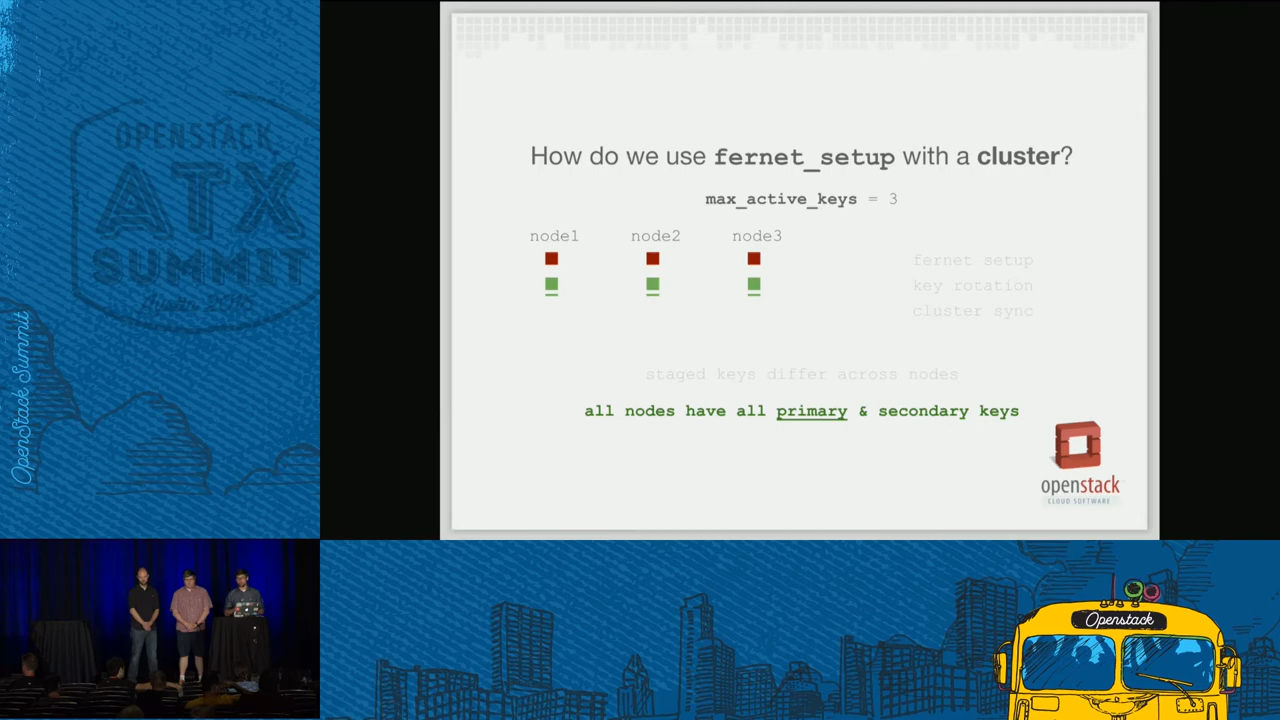 OPENSTACK
ATX
SUMMIT
OpenStack Summit
How do we use fernet_setup with a cluster?
max_active_keys = 3
node1 node2 node3
fernet setup
key rotation
cluster sync
staged keys differ across nodes
all nodes have all primary & secondary keys
openstack
CLOUD SOFTWARE
Openstack